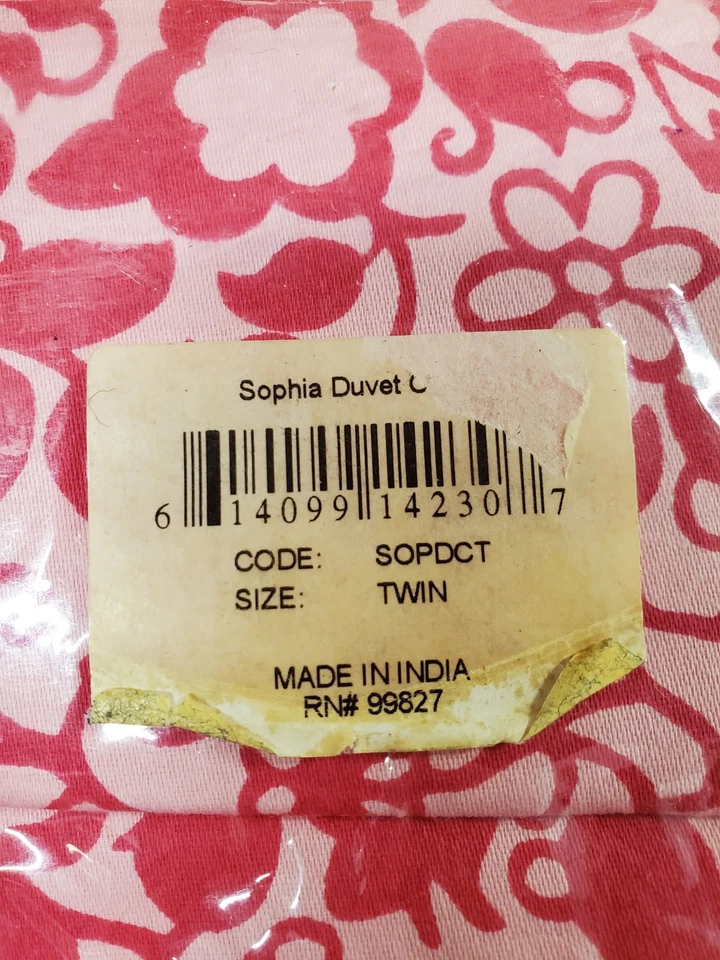 Sophia Duvet C
6 14099 14230 7
CODE: SOPDCT
SIZE: TWIN
MADE IN INDIA
RN# 99827